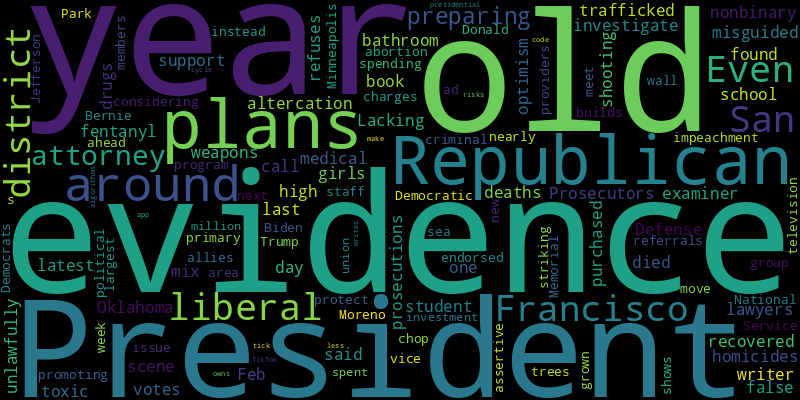 year
old
evidence
President
Republican
plans
around
liberal
Francisco
San
Even
district
attorney
Park
Jefferson
members
drugs
instead
support
cycle
considering
fentanyl
Bernie
ahead
altercation
weapons
program
call
medical
refuses
Minneapolis
bathroom
abortion
spending
book
charges
Lacking
preparing
presidential
Donald
ad
optimism
code
providers
risks
trafficked
investigate
meet
shooting
builds
wall
nonbinary
misguided
found
school
impeachment
nearly
criminal
make
girls
staff
high
last
next
algorithms
s
Democrats
latest
political
largest
app
million
primary
allies
mix
area
Biden
Trump
day
union
writes
Democratic
deaths
Prosecutors
examiner
new
sea
endorsed
one
striking
Memorial
died
purchased
Defense
referrals
group
television
move
National
lawyers
Service
recovered
homicides
writer
false
shows
grown
trees
assertive
vice
chop
investment
student
prosecutions
protect
Moreno
said
less
tick
TikTok
spent
owns
Feb
votes
issue
scene
week
Oklahoma
promoting
toxic
unlawfully